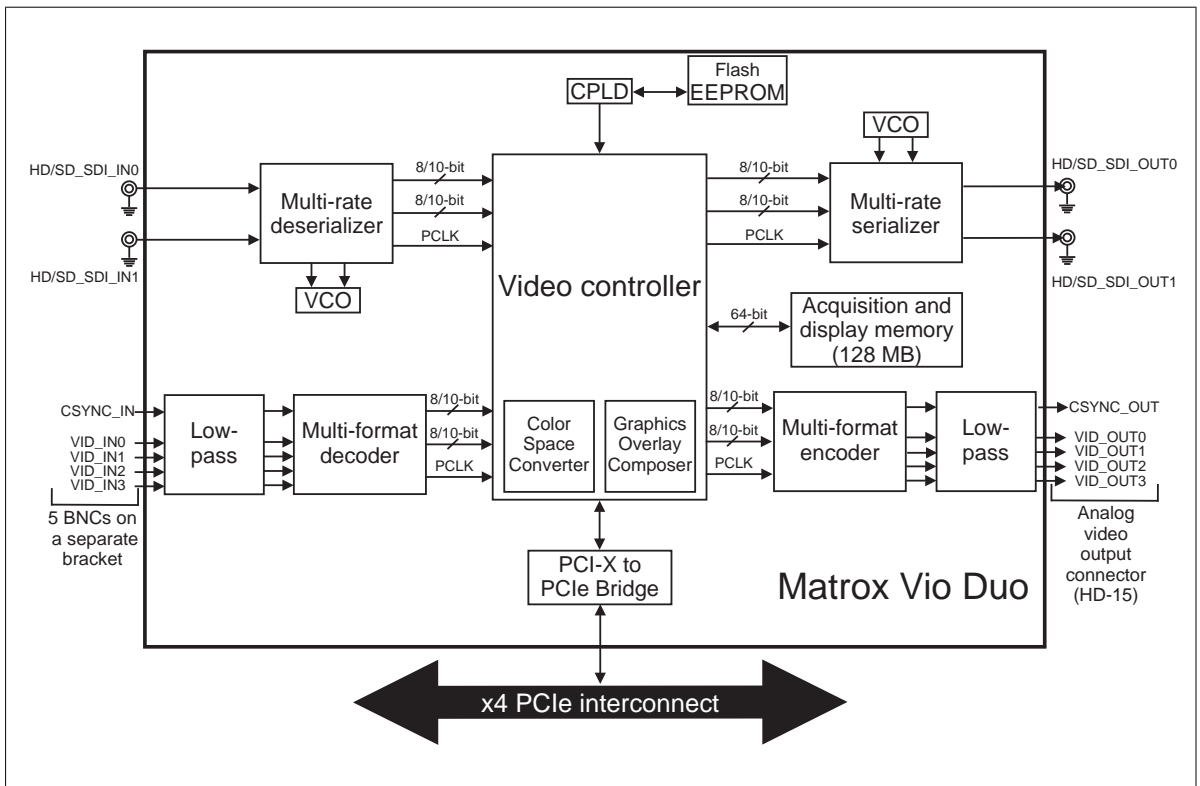 Flash
EEPROM
CPLD
VCO
HD/SD_SDI_IN0
8/10-bit
8/10-bit
HD/SD_SDI_OUT0
Multi-rate
deserializer
8/10-bit
8/10-bit
Multi-rate
serializer
PCLK
PCLK
HD/SD_SDI_IN1
HD/SD_SDI_OUT1
VCO
Video controller
64-bit
Acquisition and
display memory
(128 MB)
CSYNC_IN
VID_IN0
VID_IN1
VID_IN2
VID_IN3
5 BNCs on
a separate
bracket
Low-
pass
Multi-format
decoder
8/10-bit
8/10-bit
PCLK
Color
Space
Converter
Graphics
Overlay
Composer
8/10-bit
8/10-bit
PCLK
Multi-format
encoder
Low-
pass
CSYNC_OUT
VID_OUT0
VID_OUT1
VID_OUT2
VID_OUT3
Analog
video
output
connector
(HD-15)
PCI-X to
PCIe Bridge
Matrox Vio Duo
x4 PCIe interconnect